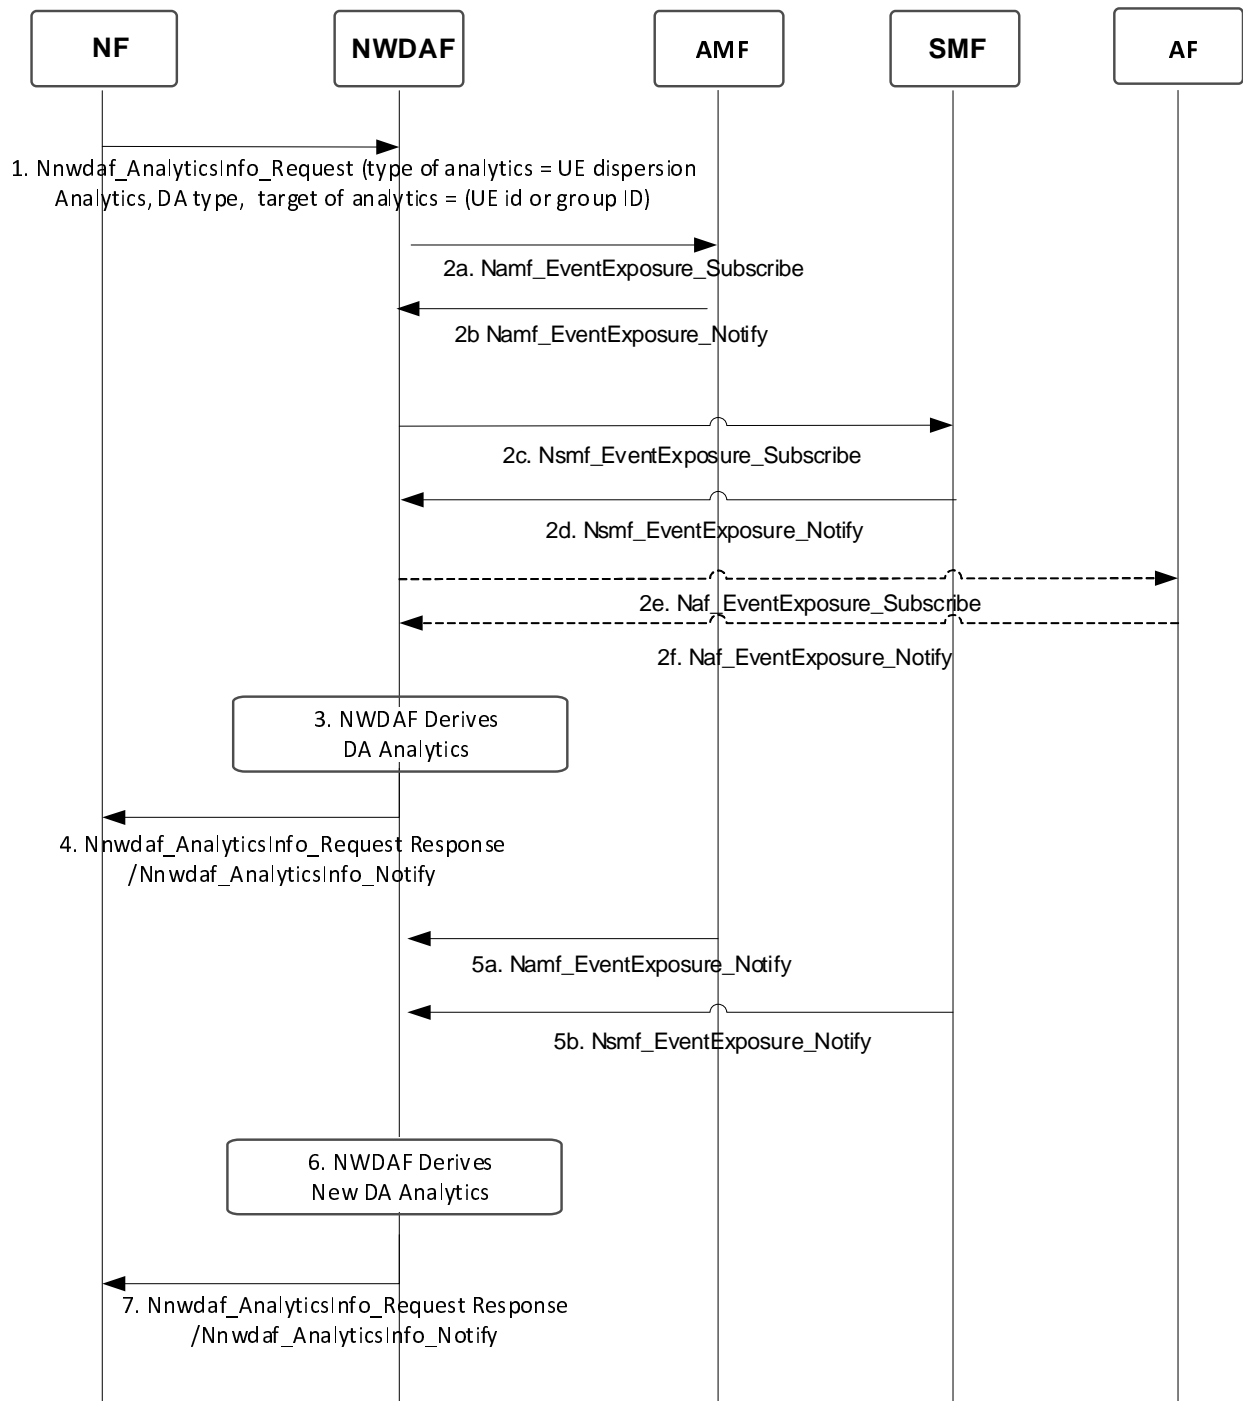 NF
NWDAF
AMF
SMF
AF
1. Nnwdaf_AnalyticsInfo_Request (type of analytics = UE dispersion
Analytics, DA type, target of analytics = (UE id or group ID)
2a. Namf_EventExposure_Subscribe
2b Namf_EventExposure_Notify
2c. Nsmf_EventExposure_Subscribe
2d. Nsmf_EventExposure_Notify
2e. Naf_EventExposure_Subscribe
2f. Naf_EventExposure_Notify
3. NWDAF Derives
DA Analytics
4. Nnwdaf_AnalyticsInfo_Request Response
/Nnwdaf_AnalyticsInfo_Notify
5a. Namf_EventExposure_Notify
5b. Nsmf_EventExposure_Notify
6. NWDAF Derives
New DA Analytics
7. Nnwdaf_AnalyticsInfo_Request Response
/Nnwdaf_AnalyticsInfo_Notify